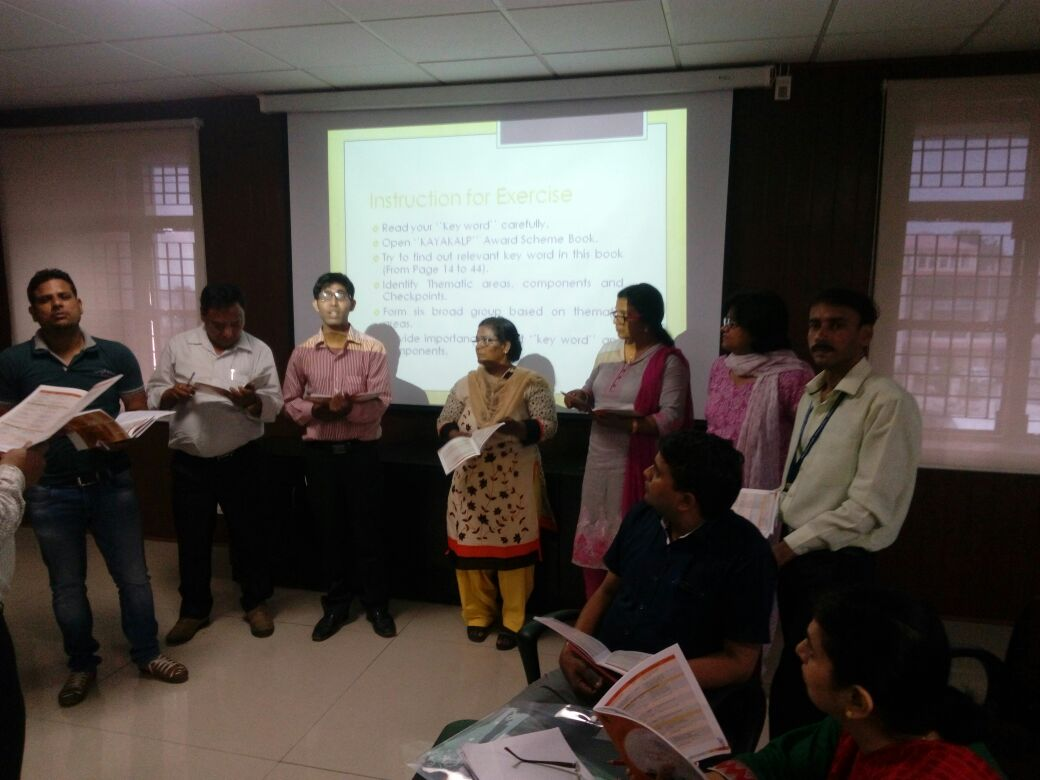 Instruction for Exercise
Read your ''Key word'' carefully.
Open ''KAYAKALP'' Award Scheme Book.
Try to find out relevant key word in this book
(From Page 14 to 44).
Identify Thematic areas, components and
Checkpoints.
Form six broad group based on
areas.
''key word''